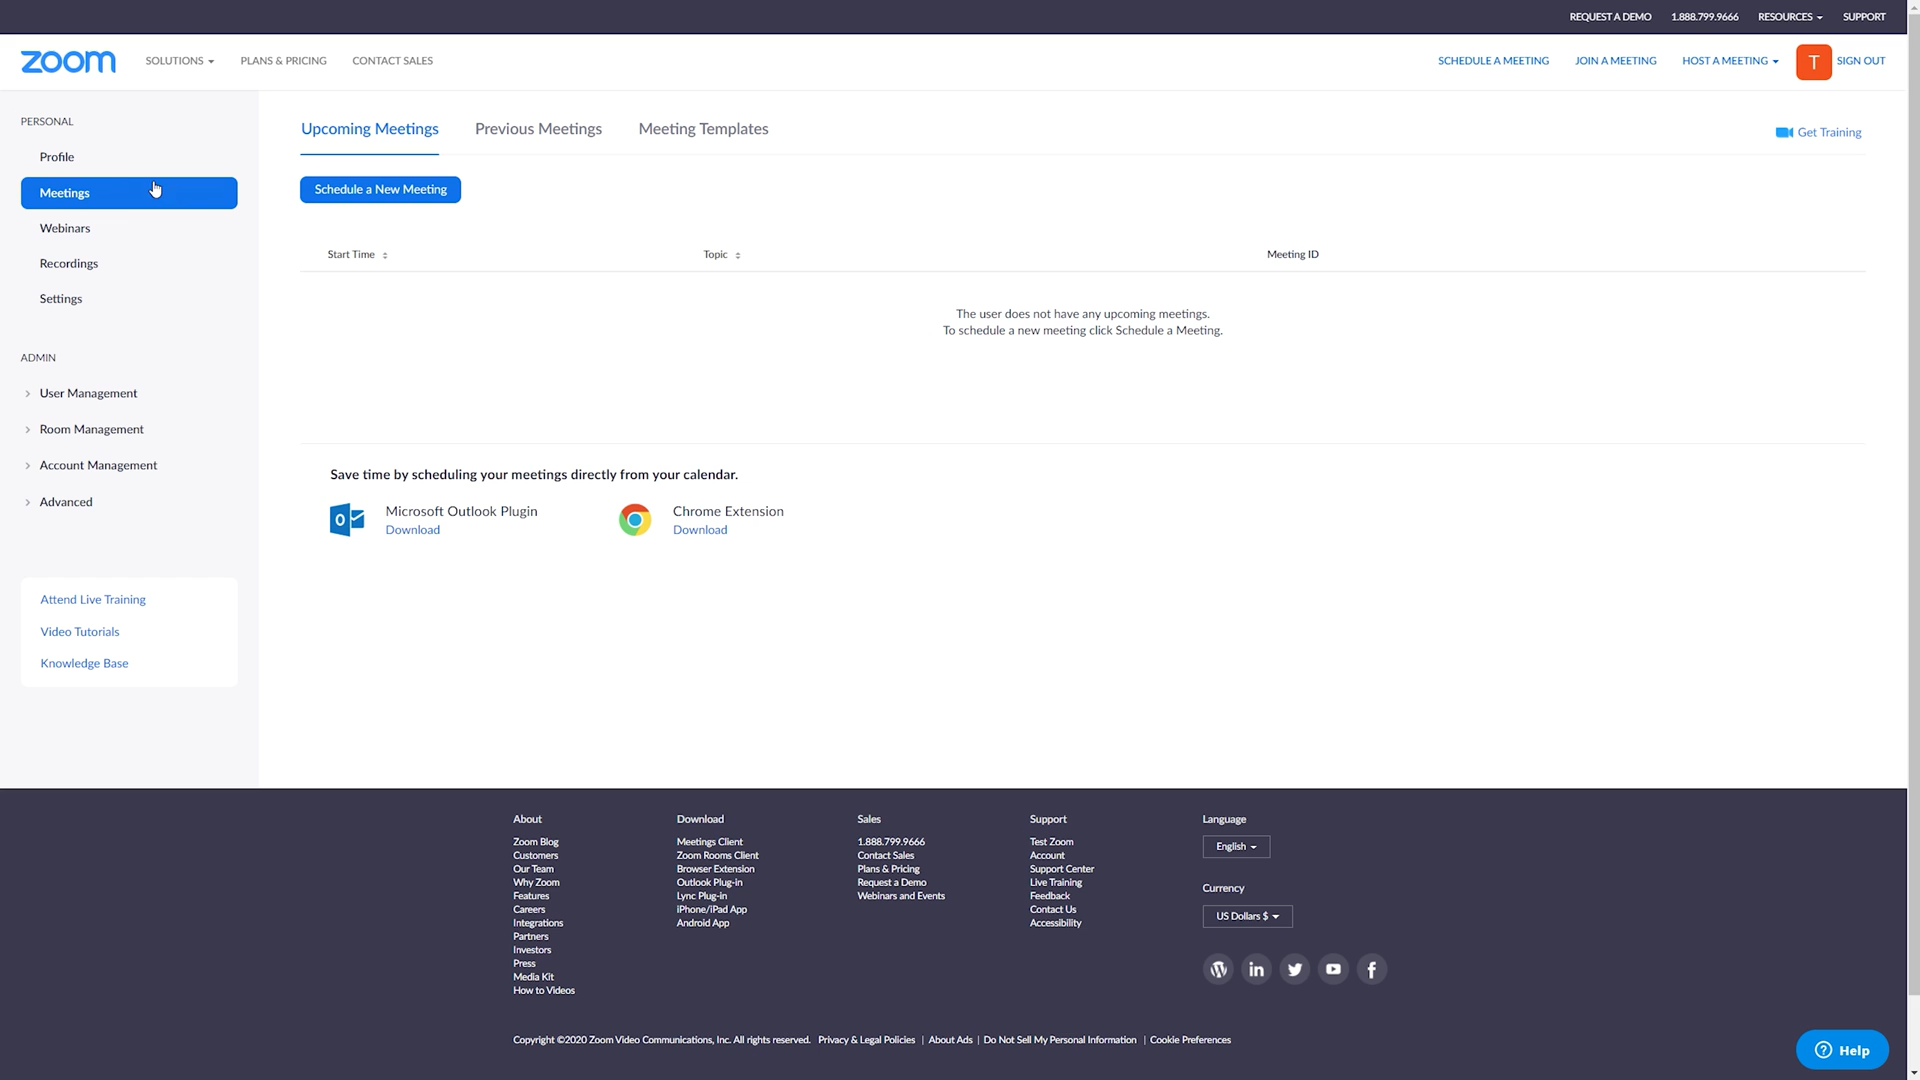 REQUEST A DEMO 1.888.799.9666 RESOURCES SUPPORT
zoom SOLUTIONS PLANS & PRICING CONTACT SALES SCHEDULE A MEETING JOIN A MEETING HOST A MEETING T SIGN OUT
PERSONAL
Profile
Meetings
Webinars
Recordings
Settings
ADMIN
User Management
Room Management
Account Management
Advanced
Attend Live Training
Video Tutorials
Knowledge Base
Upcoming Meetings Previous Meetings Meeting Templates
Get Training
Schedule a New Meeting
Start Time Topic Meeting ID
The user does not have any upcoming meetings.
To schedule a new meeting click Schedule a Meeting.
Save time by scheduling your meetings directly from your calendar.
Microsoft Outlook Plugin
Download
Chrome Extension
Download
About
Zoom Blog
Customers
Our Team
Why Zoom
Features
Careers
Integrations
Partners
Investors
Press
Media Kit
How to Videos
Download
Meetings Client
Zoom Rooms Client
Browser Extension
Outlook Plug-in
Lync Plug-in
iPhone/iPad App
Android App
Sales
1.888.799.9666
Contact Sales
Plans & Pricing
Request a Demo
Webinars and Events
Support
Test Zoom
Account
Support Center
Live Training
Feedback
Contact Us
Accessibility
Language
English
Currency
US Dollars $
Copyright ©2020 Zoom Video Communications, Inc. All rights reserved. Privacy & Legal Policies | About Ads | Do Not Sell My Personal Information | Cookie Preferences
Help